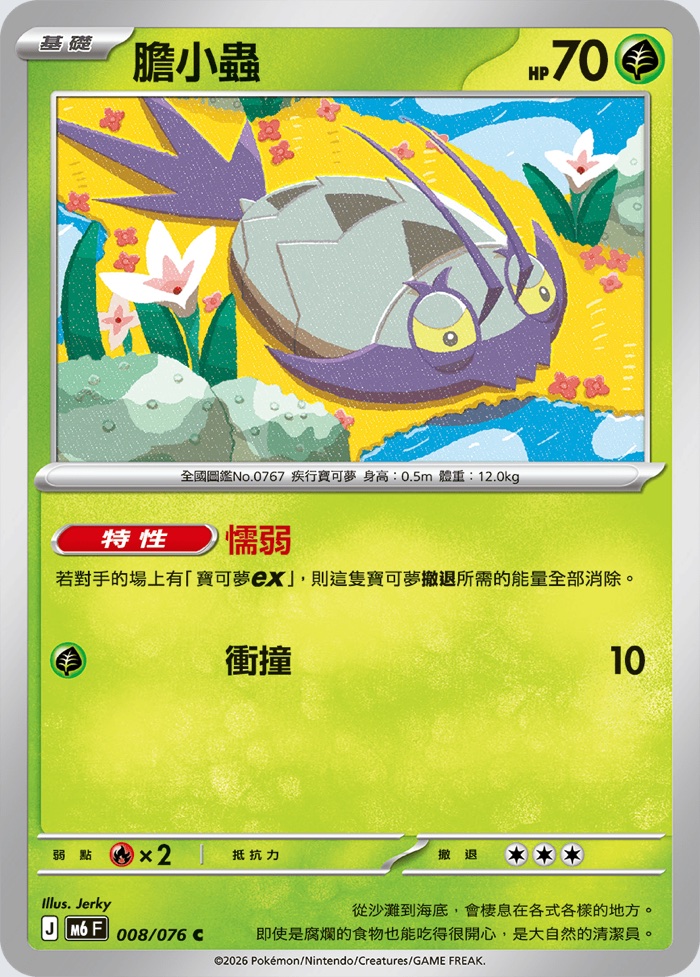 基礎
膽小蟲
HP70
全國圖鑑No.0767 疾行寶可夢 身高：0.5m 體重：12.0kg
特性 懦弱
若對手的場上有「寶可夢ex」，則這隻寶可夢撤退所需的能量全部消除。
衝撞 10
弱點 ×2 抵抗力 撤退
Illus. Jerky
從沙灘到海底，會棲息在各式各樣的地方。
即使是腐爛的食物也能吃得很開心，是大自然的清潔員。
J M6 F 008/076 C
©2026 Pokémon/Nintendo/Creatures/GAME FREAK.